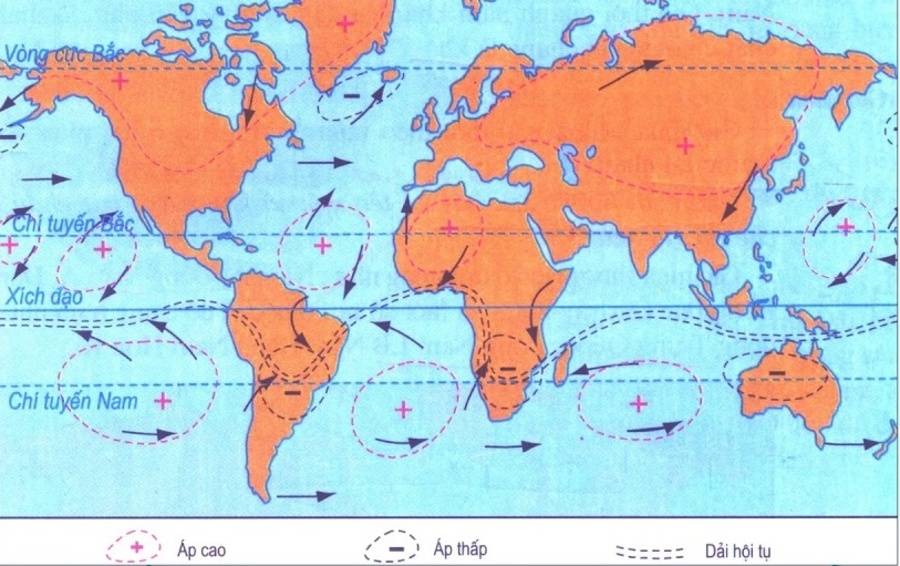 Vòng cực Bắc
Chí tuyến Bắc
Xích đạo
Chí tuyến Nam
Áp cao
Áp thấp
Dải hội tụ